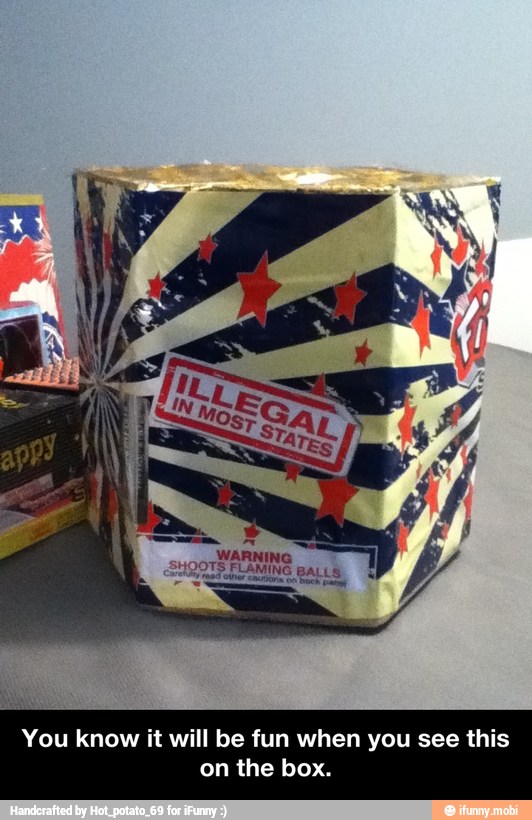 ILLEGAL
IN MOST STATES
Fi
appy
WARNING
SHOOTS FLAMING BALLS
Carefully read other cautions on back panel
You know it will be fun when you see this
on the box.
Handcrafted by Hot_potato_69 for iFunny :)
ifunny.mobi